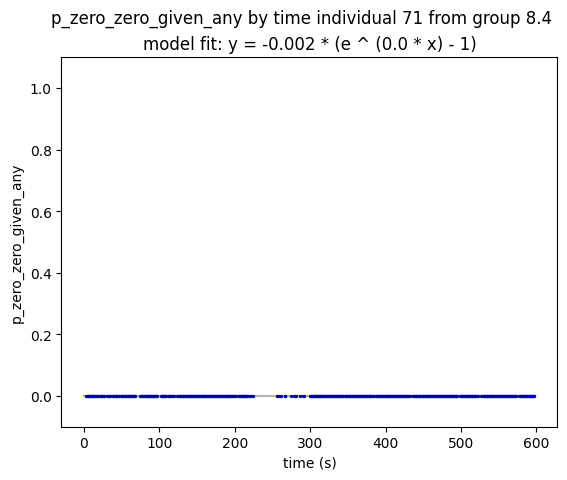 p_zero_zero_given_any by time individual 71 from group 8.4
model fit: y = -0.002 * (e ^ (0.0 * x) - 1)
1.0
0.8
0.6
0.4
0.2
0.0
p_zero_zero_given_any
0 100 200 300 400 500 600
time (s)